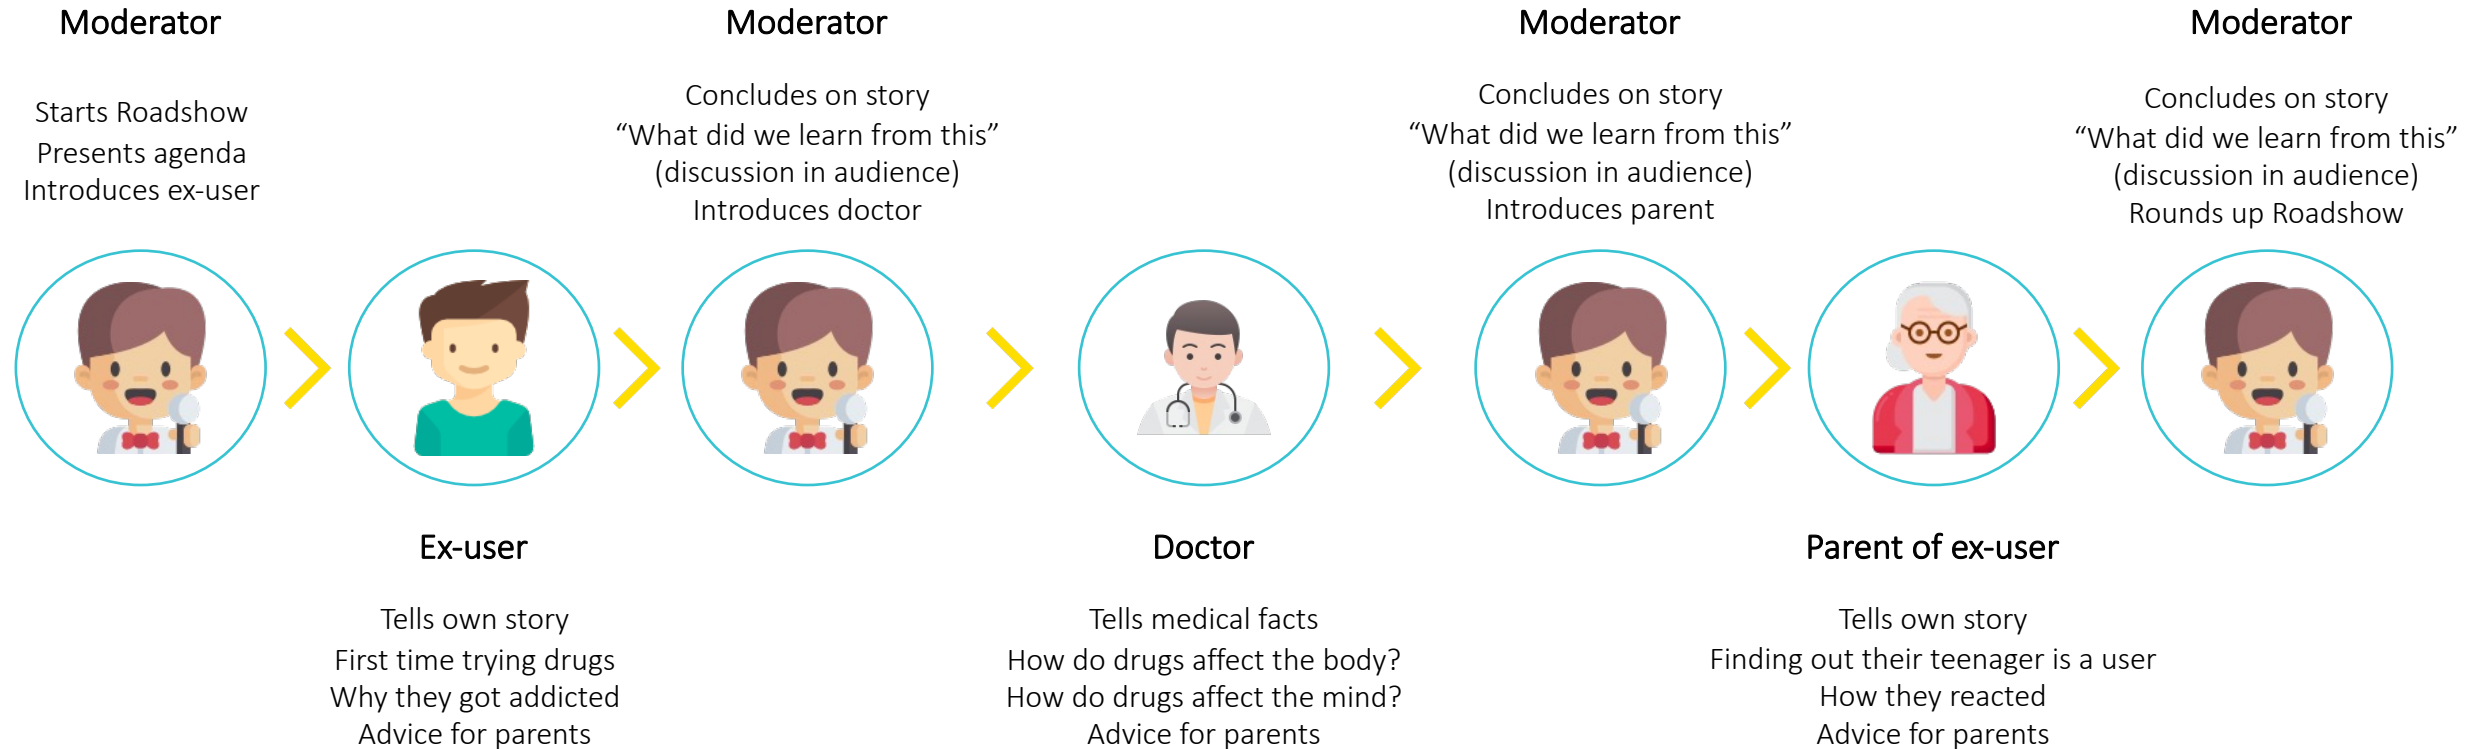 Moderator
Starts Roadshow
Presents agenda
Introduces ex-user
Ex-user
Tells own story
First time trying drugs
Why they got addicted
Advice for parents
Moderator
Concludes on story
“What did we learn from this”
(discussion in audience)
Introduces doctor
Doctor
Tells medical facts
How do drugs affect the body?
How do drugs affect the mind?
Advice for parents
Moderator
Concludes on story
“What did we learn from this”
(discussion in audience)
Introduces parent
Parent of ex-user
Tells own story
Finding out their teenager is a user
How they reacted
Advice for parents
Moderator
Concludes on story
“What did we learn from this”
(discussion in audience)
Rounds up Roadshow